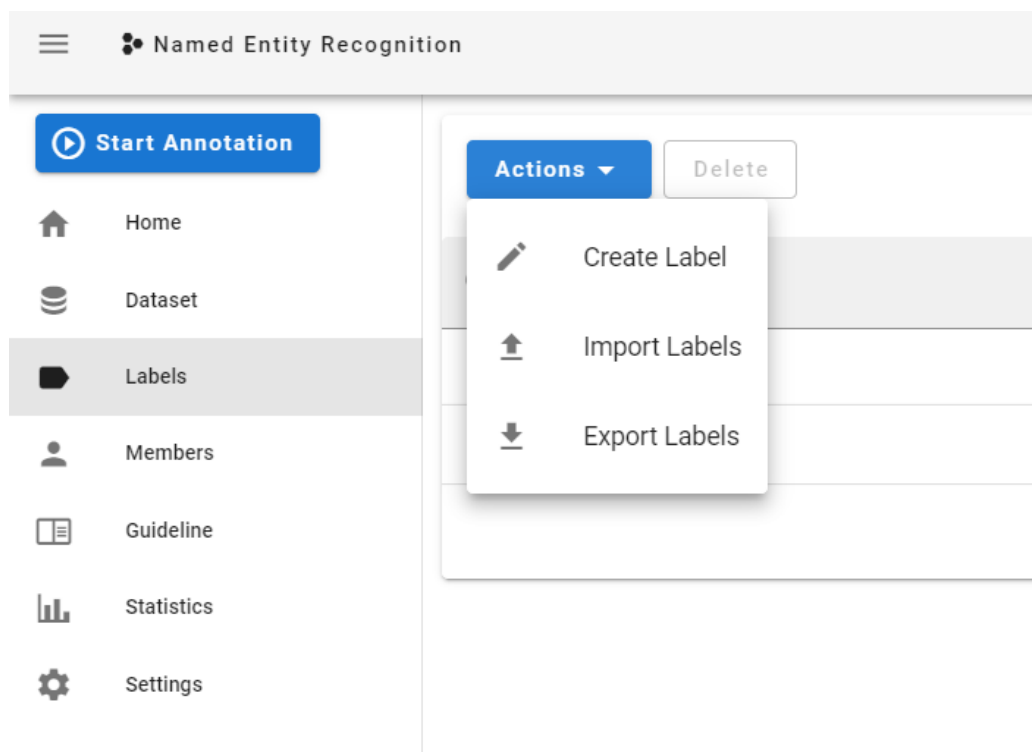 Named Entity Recognition
Start Annotation
Home
Dataset
Labels
Members
Guideline
Statistics
Settings
Actions
Delete
Create Label
Import Labels
Export Labels